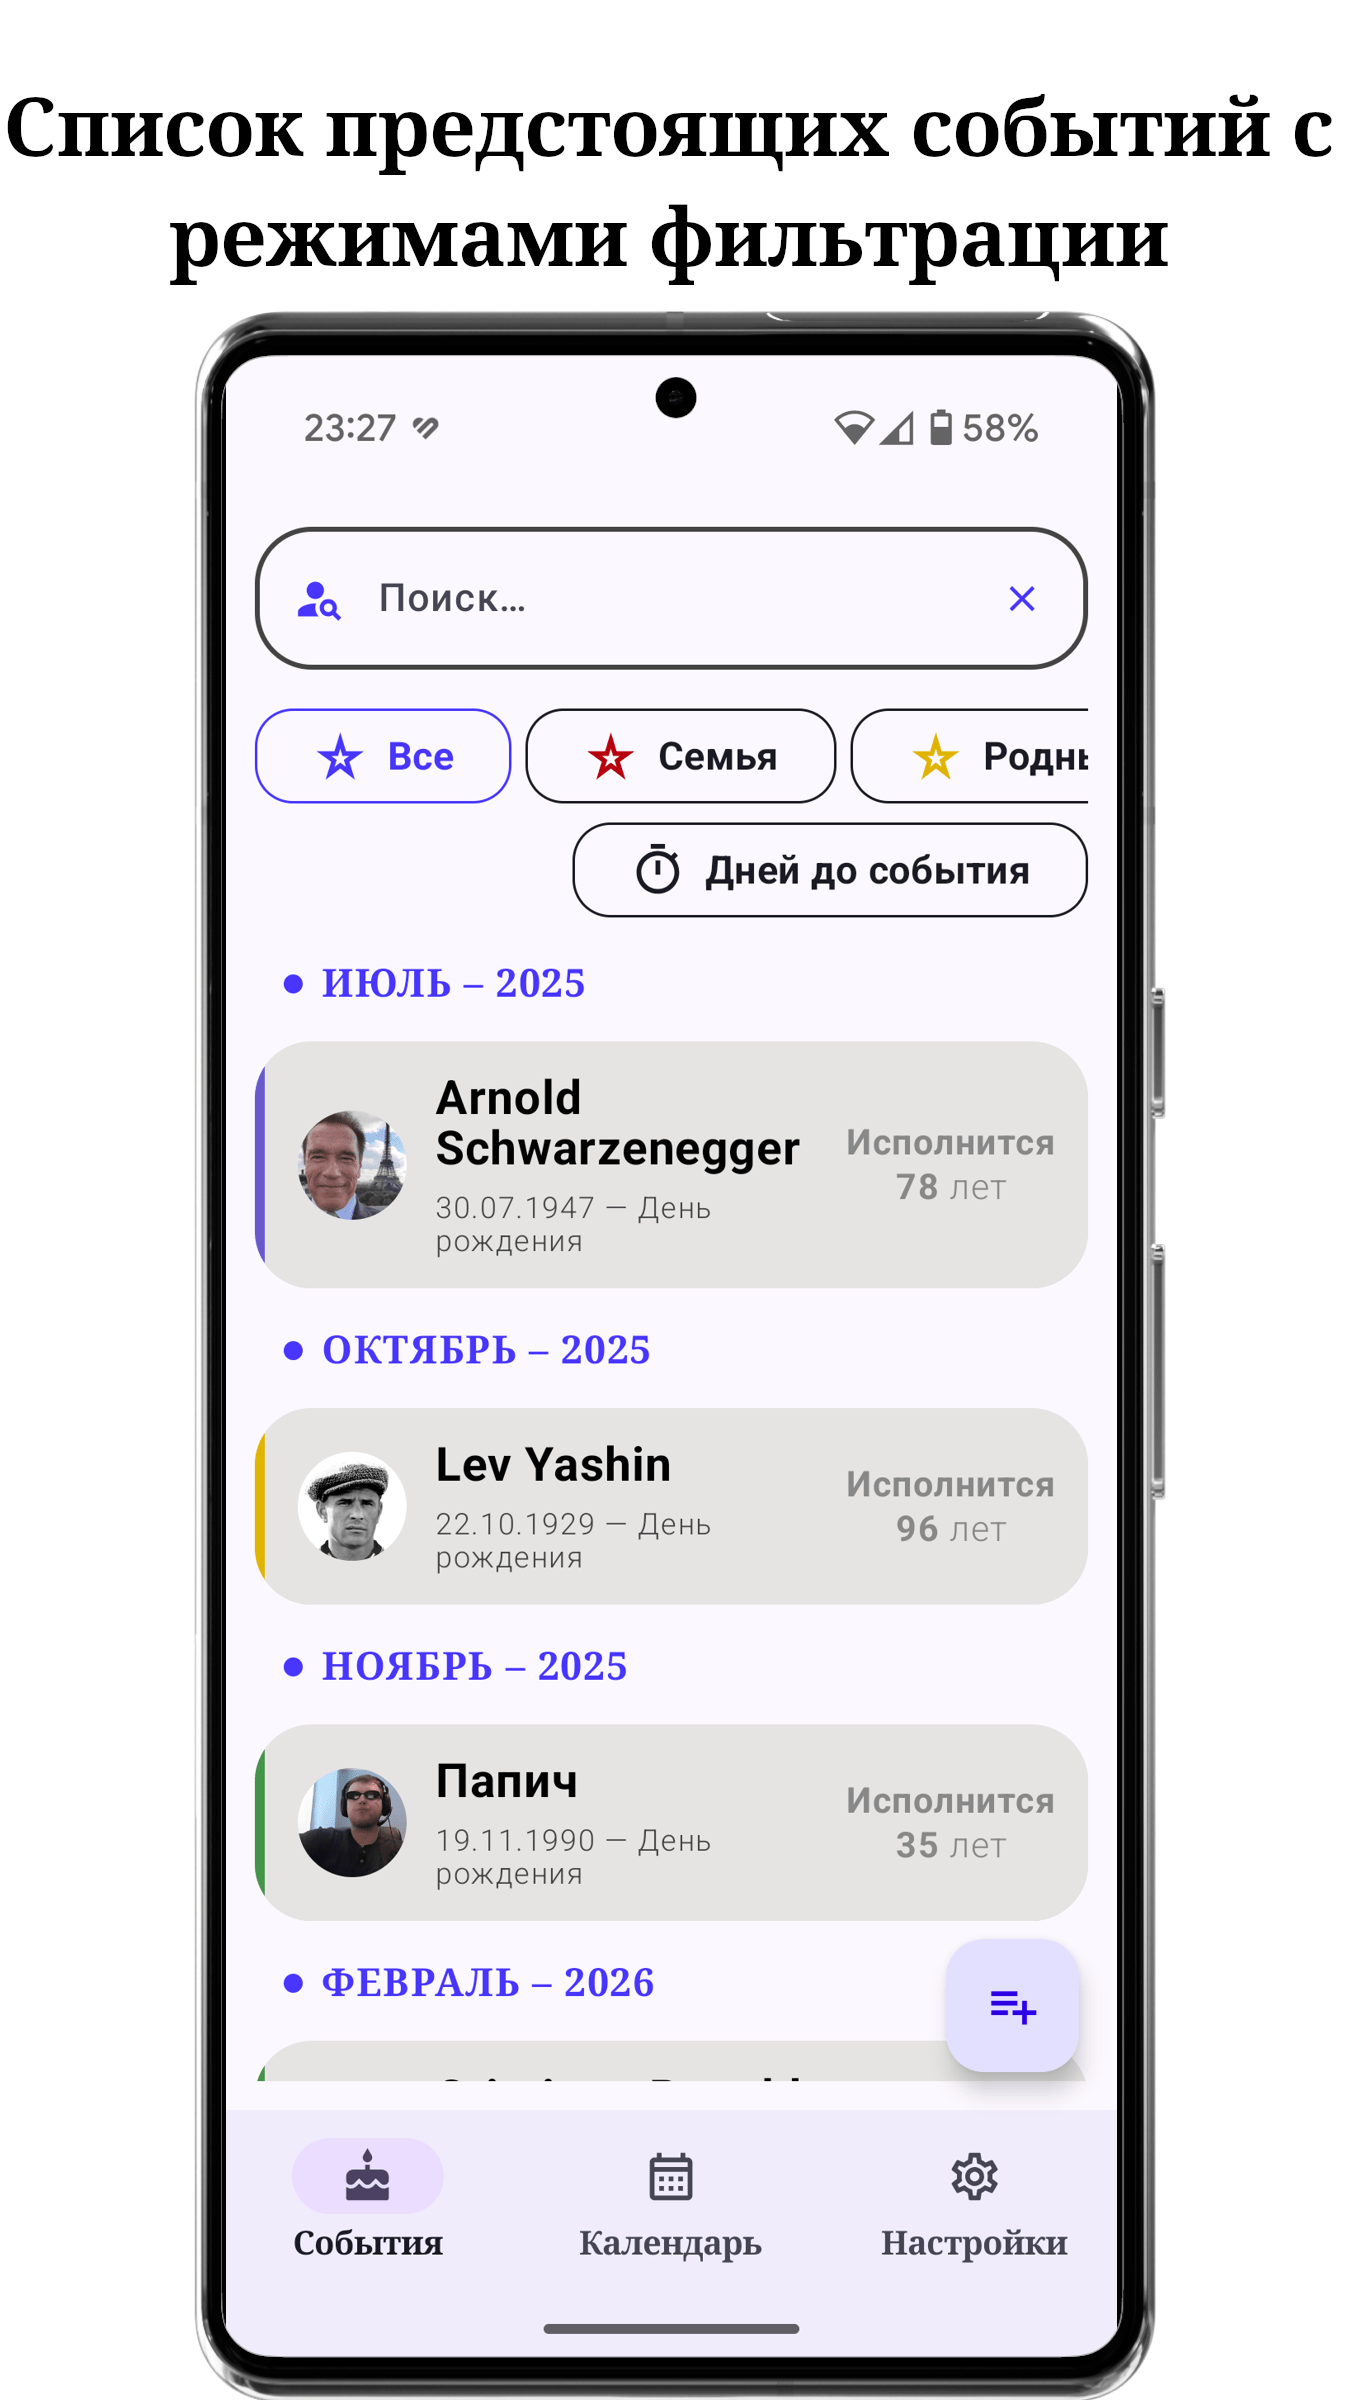 Список предстоящих событий с
режимами фильтрации
23:27
58%
Поиск...
Все
Семья
Родн
Дней до события
ИЮЛЬ – 2025
Arnold
Schwarzenegger
30.07.1947 — День
рождения
Исполнится
78 лет
ОКТЯБРЬ – 2025
Lev Yashin
22.10.1929 — День
рождения
Исполнится
96 лет
НОЯБРЬ – 2025
Папич
19.11.1990 — День
рождения
Исполнится
35 лет
ФЕВРАЛЬ – 2026
События
Календарь
Настройки